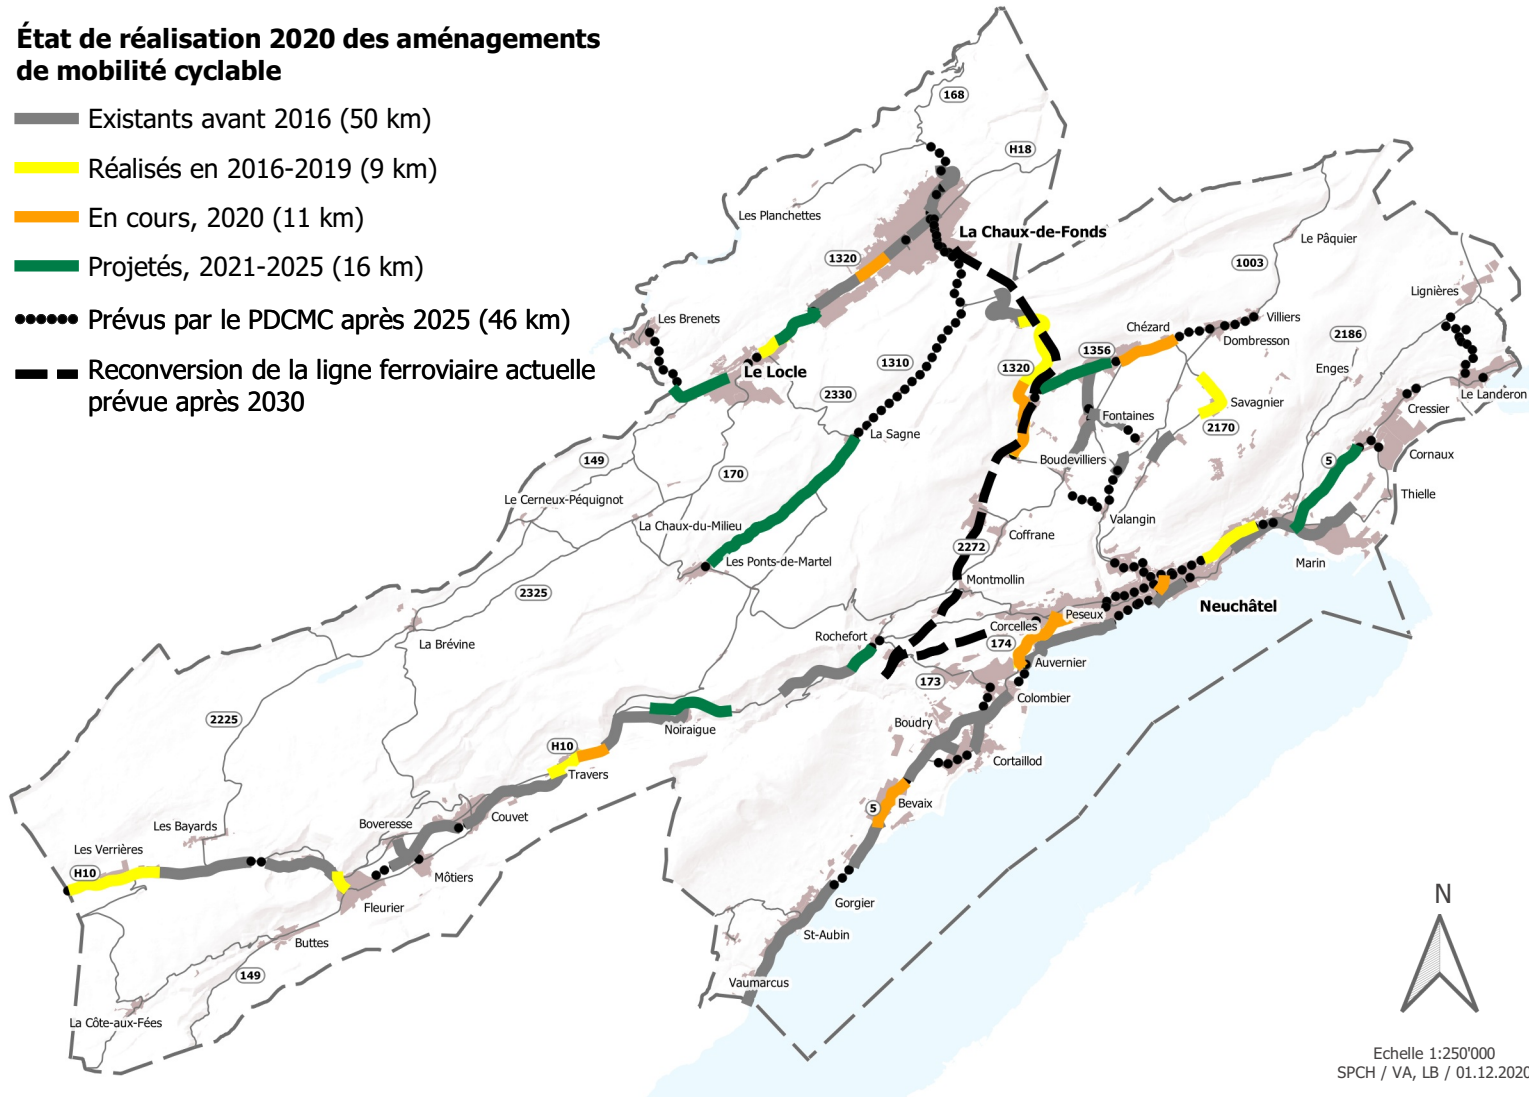 État de réalisation 2020 des aménagements
de mobilité cyclable
Existants avant 2016 (50 km)
Réalisés en 2016-2019 (9 km)
En cours, 2020 (11 km)
Projetés, 2021-2025 (16 km)
Prévus par le PDCMC après 2025 (46 km)
Reconversion de la ligne ferroviaire actuelle
prévue après 2030
168
H18
Les Planchettes
La Chaux-de-Fonds
Le Pâquier
1320
1003
Lignières
Les Brenets
Chézard
Villiers
2186
Dombresson
1356
1310
1320
Enges
Le Locle
2330
Savagnier
Le Landeron
Cressier
Fontaines
2170
La Sagne
149
170
Boudevilliers
5
Cornaux
Le Cerneux-Péquignot
Thielle
La Chaux-du-Milieu
Valangin
Coffrane
2272
Les Ponts-de-Martel
Marin
Montmollin
2325
Neuchâtel
Peseux
Corcelles
Rochefort
La Brévine
174
Auvernier
173
Colombier
2225
Boudry
Noiraigue
H10
Cortaillod
Travers
5
Bevaix
Couvet
Les Bayards
Boveresse
Les Verrières
H10
Môtiers
Fleurier
Gorgier
St-Aubin
Buttes
149
Vaumarcus
La Côte-aux-Fées
N
Echelle 1:250'000
SPCH / VA, LB / 01.12.2020